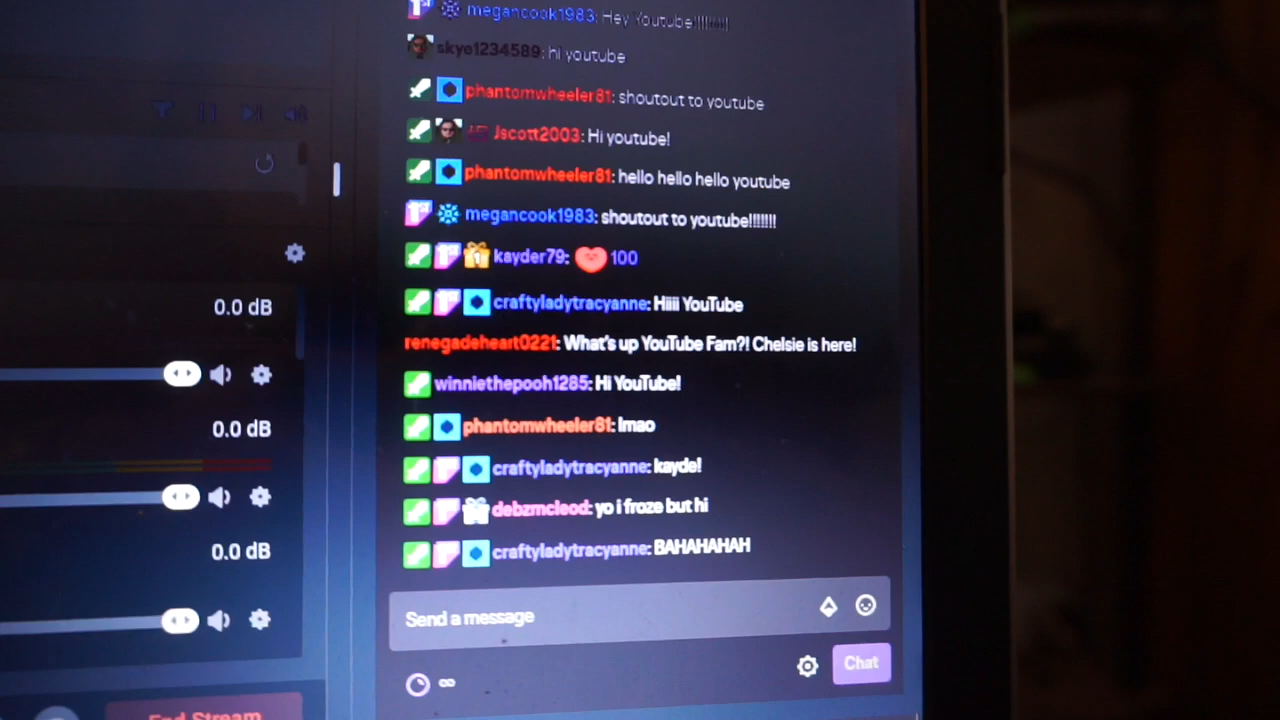 megancook1983: Hey Youtube!!!!!!!!!
skye1234589: hi youtube
phantomwheeler81: shoutout to youtube
Jscott2003: Hi youtube!
phantomwheeler81: hello hello hello youtube
megancook1983: shoutout to youtube!!!!!!!
kayder79: 100
0.0 dB
craftyladytracyanne: Hiiii YouTube
renegadeheart0221: What's up YouTube Fam?! Chelsie is here!
winniethepooh1285: Hi YouTube!
0.0 dB
phantomwheeler81: lmao
craftyladytracyanne: kayde!
debzmcleod: yo i froze but hi
0.0 dB
craftyladytracyanne: BAHAHAHAH
Send a message
Chat
End Stream